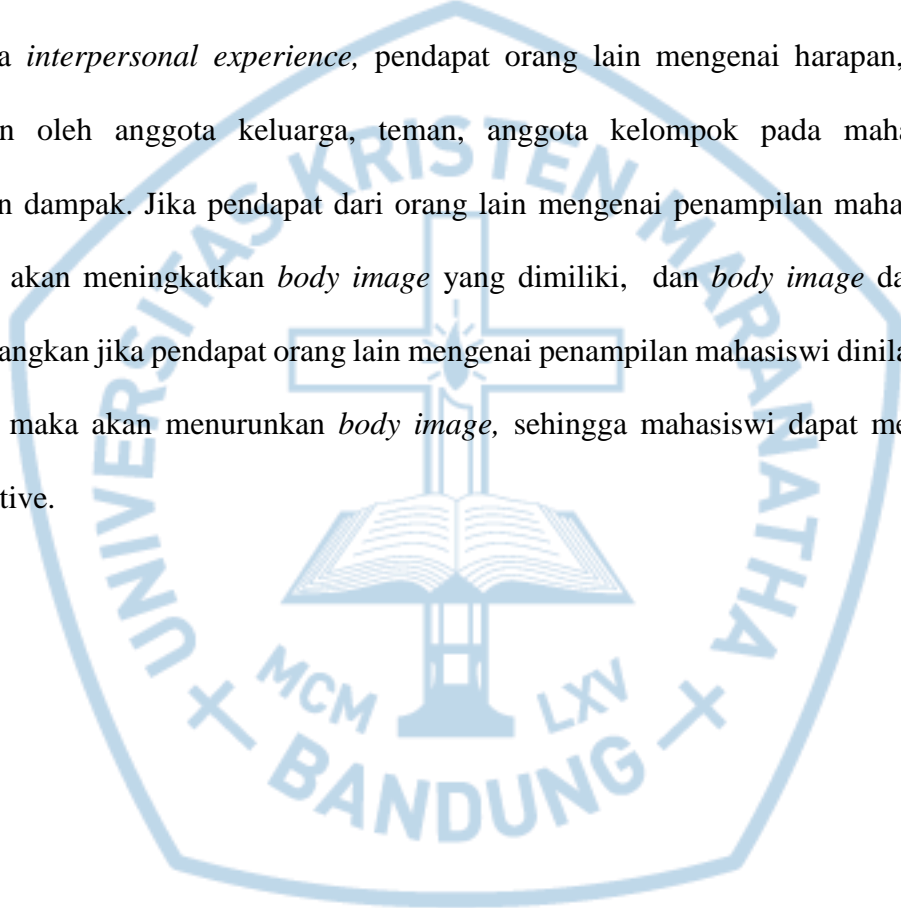 a interpersonal experience, pendapat orang lain mengenai harapan,
n oleh anggota keluarga, teman, anggota kelompok pada maha
n dampak. Jika pendapat dari orang lain mengenai penampilan maha
akan meningkatkan body image yang dimiliki, dan body image da
angkan jika pendapat orang lain mengenai penampilan mahasiswi dinila
maka akan menurunkan body image, sehingga mahasiswi dapat me
tive.
UNIVERSITAS KRISTEN MARANATHA
MCM LXV
+ BANDUNG +